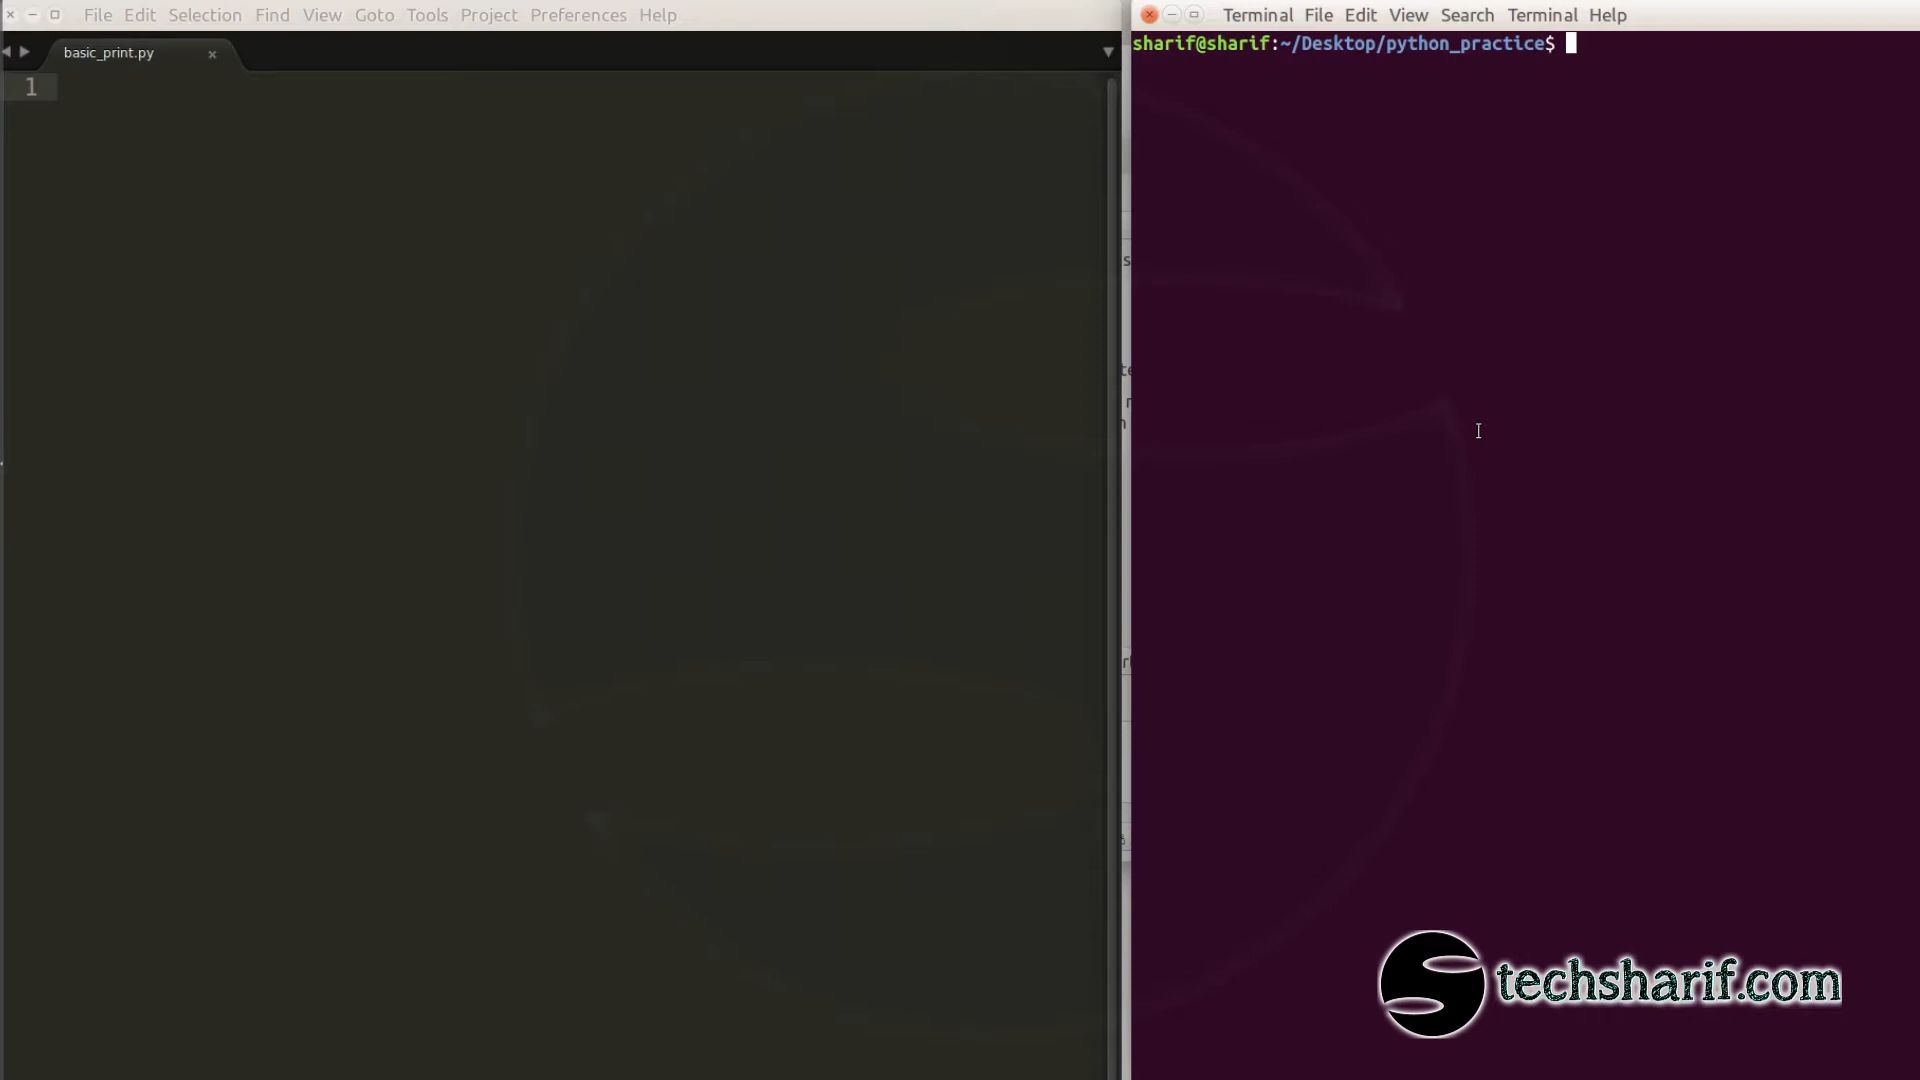 File Edit Selection Find View Goto Tools Project Preferences Help
basic_print.py
1
Terminal File Edit View Search Terminal Help
sharif@sharif:~/Desktop/python_practice$
techsharif.com